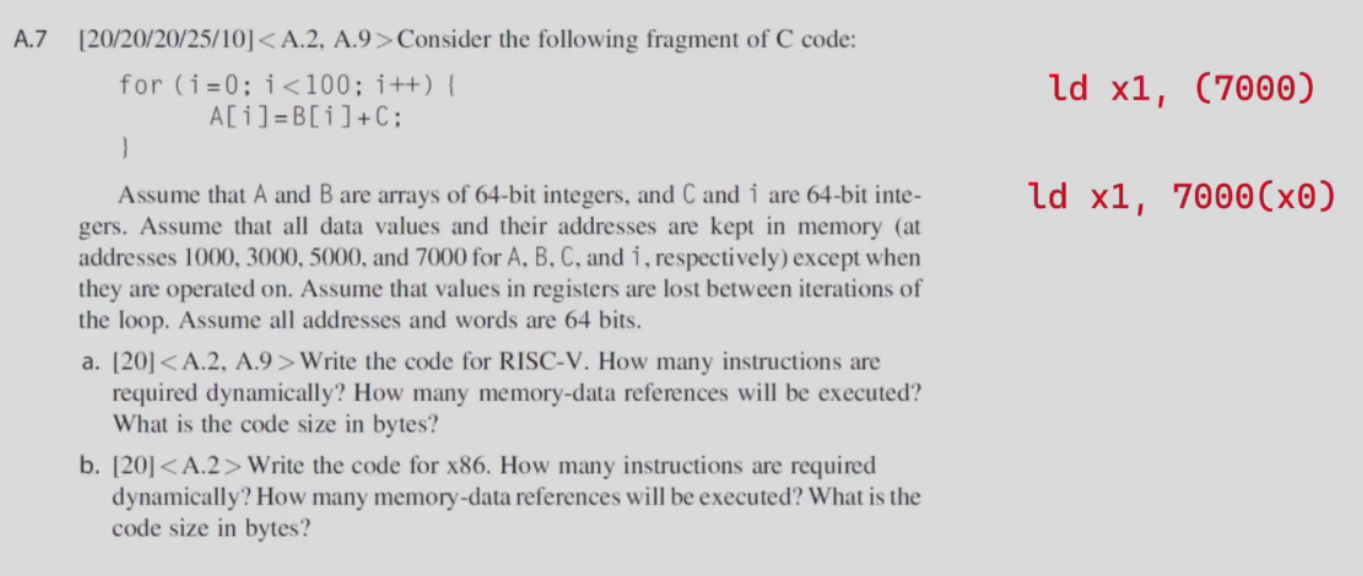 A.7 [20/20/20/25/10]<A.2, A.9>Consider the following fragment of C code:
for (i=0; i<100; i++) {
A[i]=B[i]+C;
}
Assume that A and B are arrays of 64-bit integers, and C and i are 64-bit inte-
gers. Assume that all data values and their addresses are kept in memory (at
addresses 1000, 3000, 5000, and 7000 for A, B, C, and i, respectively) except when
they are operated on. Assume that values in registers are lost between iterations of
the loop. Assume all addresses and words are 64 bits.
a. [20]<A.2, A.9>Write the code for RISC-V. How many instructions are
required dynamically? How many memory-data references will be executed?
What is the code size in bytes?
b. [20]<A.2>Write the code for x86. How many instructions are required
dynamically? How many memory-data references will be executed? What is the
code size in bytes?
ld x1, (7000)
ld x1, 7000(x0)